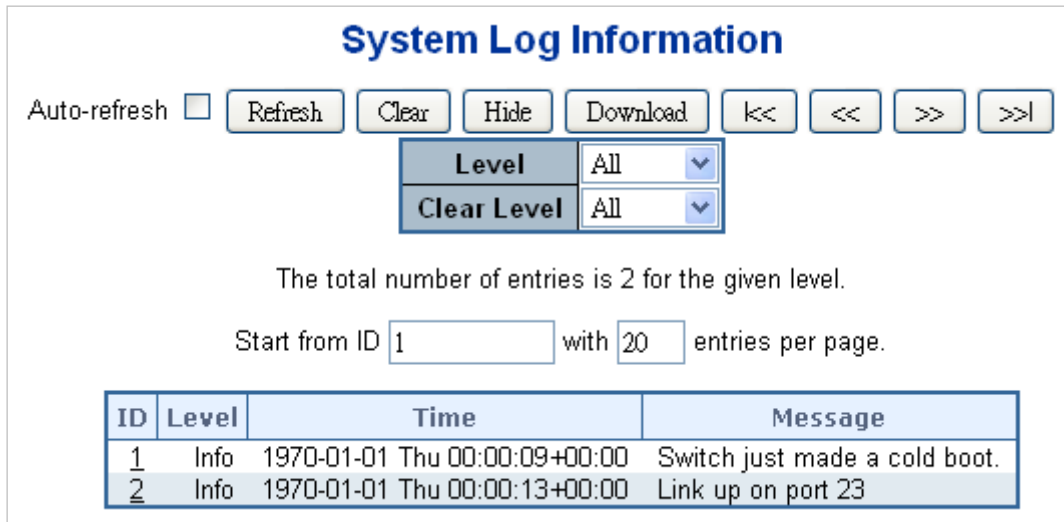 System Log Information
Auto-refresh Refresh Clear Hide Download |<< << >> >>|
Level All
Clear Level All
The total number of entries is 2 for the given level.
Start from ID 1 with 20 entries per page.
ID Level Time Message
1 Info 1970-01-01 Thu 00:00:09+00:00 Switch just made a cold boot.
2 Info 1970-01-01 Thu 00:00:13+00:00 Link up on port 23